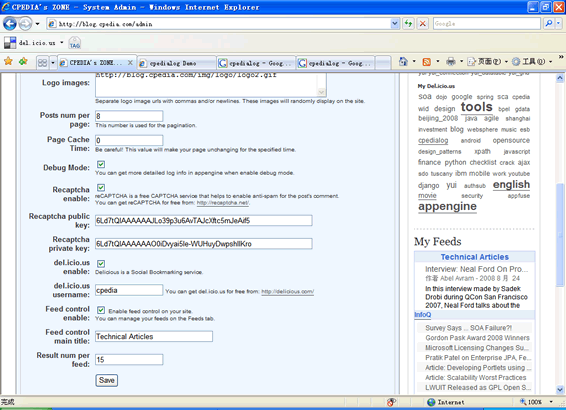 CPEDIA's ZONE - System Admin - Windows Internet Explorer
http://blog.cpedia.com/admin
Google
del.icio.us
TAG
CPEDIA's ZONE...
cpedialog Demo
cpedialog - Goog...
cpedialog - Goog...
页面(P)
工具(O)
Logo images:
http://blog.cpedia.com/img/logo/logo2.gif
Separate logo image urls with commas and/or newlines. These images will randomly display on the site.
Posts num per page:
8
This number is used for the pagination.
Page Cache Time:
0
Be careful! This value will make your page unchanging for the specified time.
Debug Mode:
You can get more detailed log info in appengine when enable debug mode.
Recaptcha enable:
reCAPTCHA is a free CAPTCHA service that helps to enable anti-spam for the post's comment.
You can get reCAPTCHA for free from: http://recaptcha.net/.
Recaptcha public key:
Recaptcha private key:
del.icio.us enable:
Delicious is a Social Bookmarking service.
del.icio.us username:
cpedia
You can get del.icio.us for free from: http://delicious.com/
Feed control enable:
Enable feed control on your site.
You can manage your feeds on the Feeds tab.
Feed control main title:
Technical Articles
Result num per feed:
15
Save
My Del.icio.us
soa dojo google spring sca cpedia
wid design tools bpel gdata
beijing_2008 java agile shorthair
investment blog websphere music esb
cpedialog android opensource
design_patterns xpath javascript
finance python checklist crack ajax
sdo tuscany ibm mobile work youtube
django yui authsub english
movie security appfuse
appengine
My Feeds
Technical Articles
Interview: Neal Ford On Pro...
作者 Abel Avram - 2008 8月 24
In this interview made by Sadek
Drobi during QCon San Francisco
2007, Neal Ford talks about the
InfoQ
Survey Says ... SOA Failure?!
Gordon Pask Award 2008 Winners
Microsoft Licensing Changes Su...
Pratik Patel on Enterprise JPA, Fe...
Article: Developing Portlets using ...
Article: Scalability Worst Practices
LWUIT Released as GPL Open S...
完成
Internet
100%